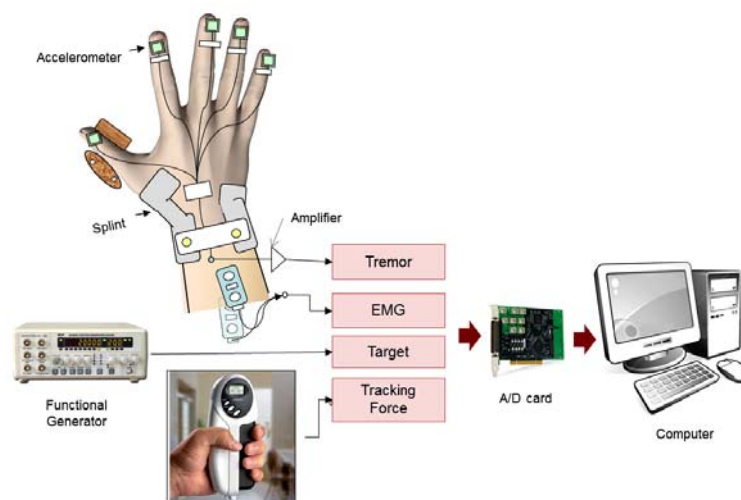 Accelerometer
Splint
Amplifier
Tremor
EMG
Target
Tracking
Force
Functional
Generator
A/D card
Computer